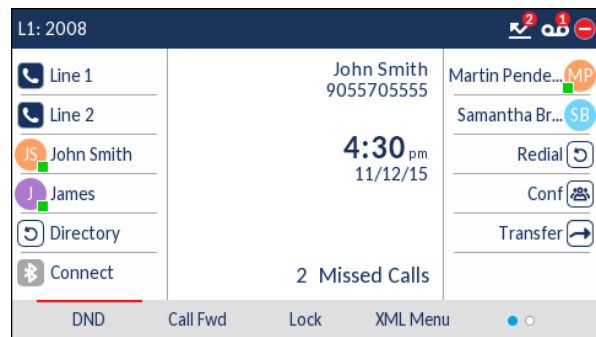 L1: 2008
2
1
Line 1
Line 2
JS John Smith
J James
Directory
Connect
John Smith
9055705555
4:30 pm
11/12/15
2 Missed Calls
Martin Pende... MP
Samantha Br... SB
Redial
Conf
Transfer
DND Call Fwd Lock XML Menu